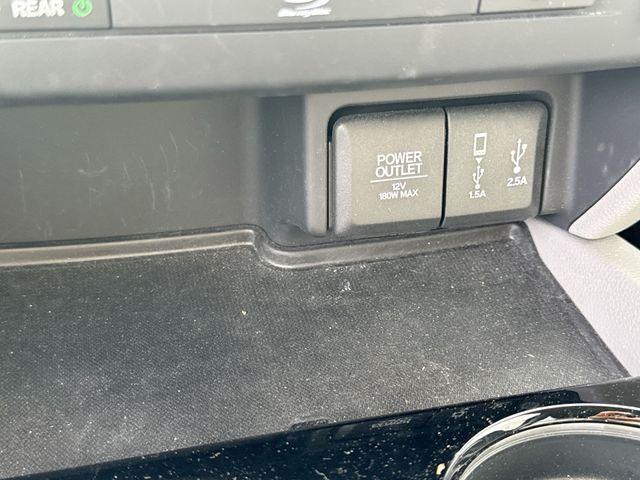 REAR
POWER
OUTLET
12V
180W MAX
1.5A
2.5A